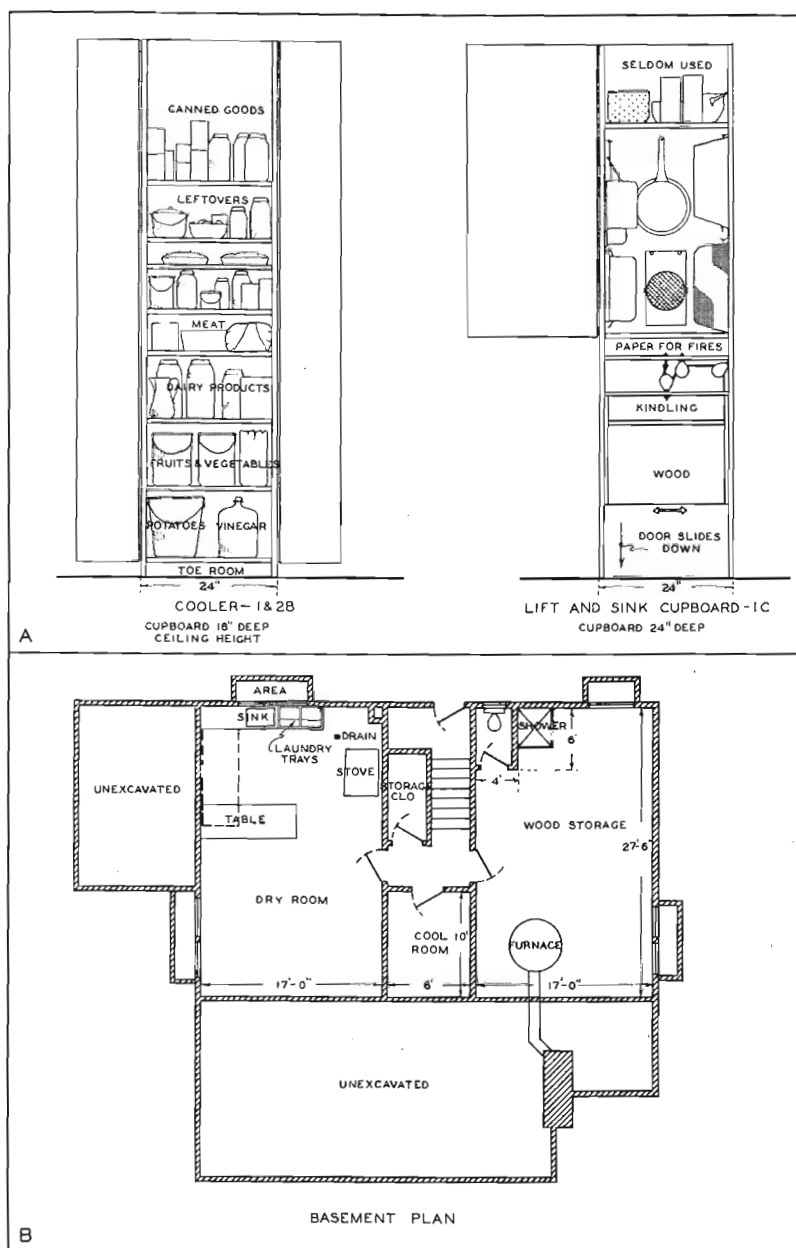 CANNED GOODS
LEFTOVERS
MEAT
DAIRY PRODUCTS
FRUITS & VEGETABLES
POTATOES VINEGAR
TOE ROOM
24"
COOLER-1&2B
CUPBOARD 18" DEEP
CEILING HEIGHT
SELDOM USED
PAPER FOR FIRES
KINDLING
WOOD
DOOR SLIDES
DOWN
24"
LIFT AND SINK CUPBOARD-1C
CUPBOARD 24" DEEP
A
AREA
SINK
LAUNDRY
TRAYS
DRAIN
STOVE
SHOWER
6'
4'
UNEXCAVATED
STORAGE
CLO
TABLE
WOOD STORAGE
27'-6"
DRY ROOM
COOL 10'
ROOM
FURNACE
17'-0"
6'
17'-0"
UNEXCAVATED
BASEMENT PLAN
B